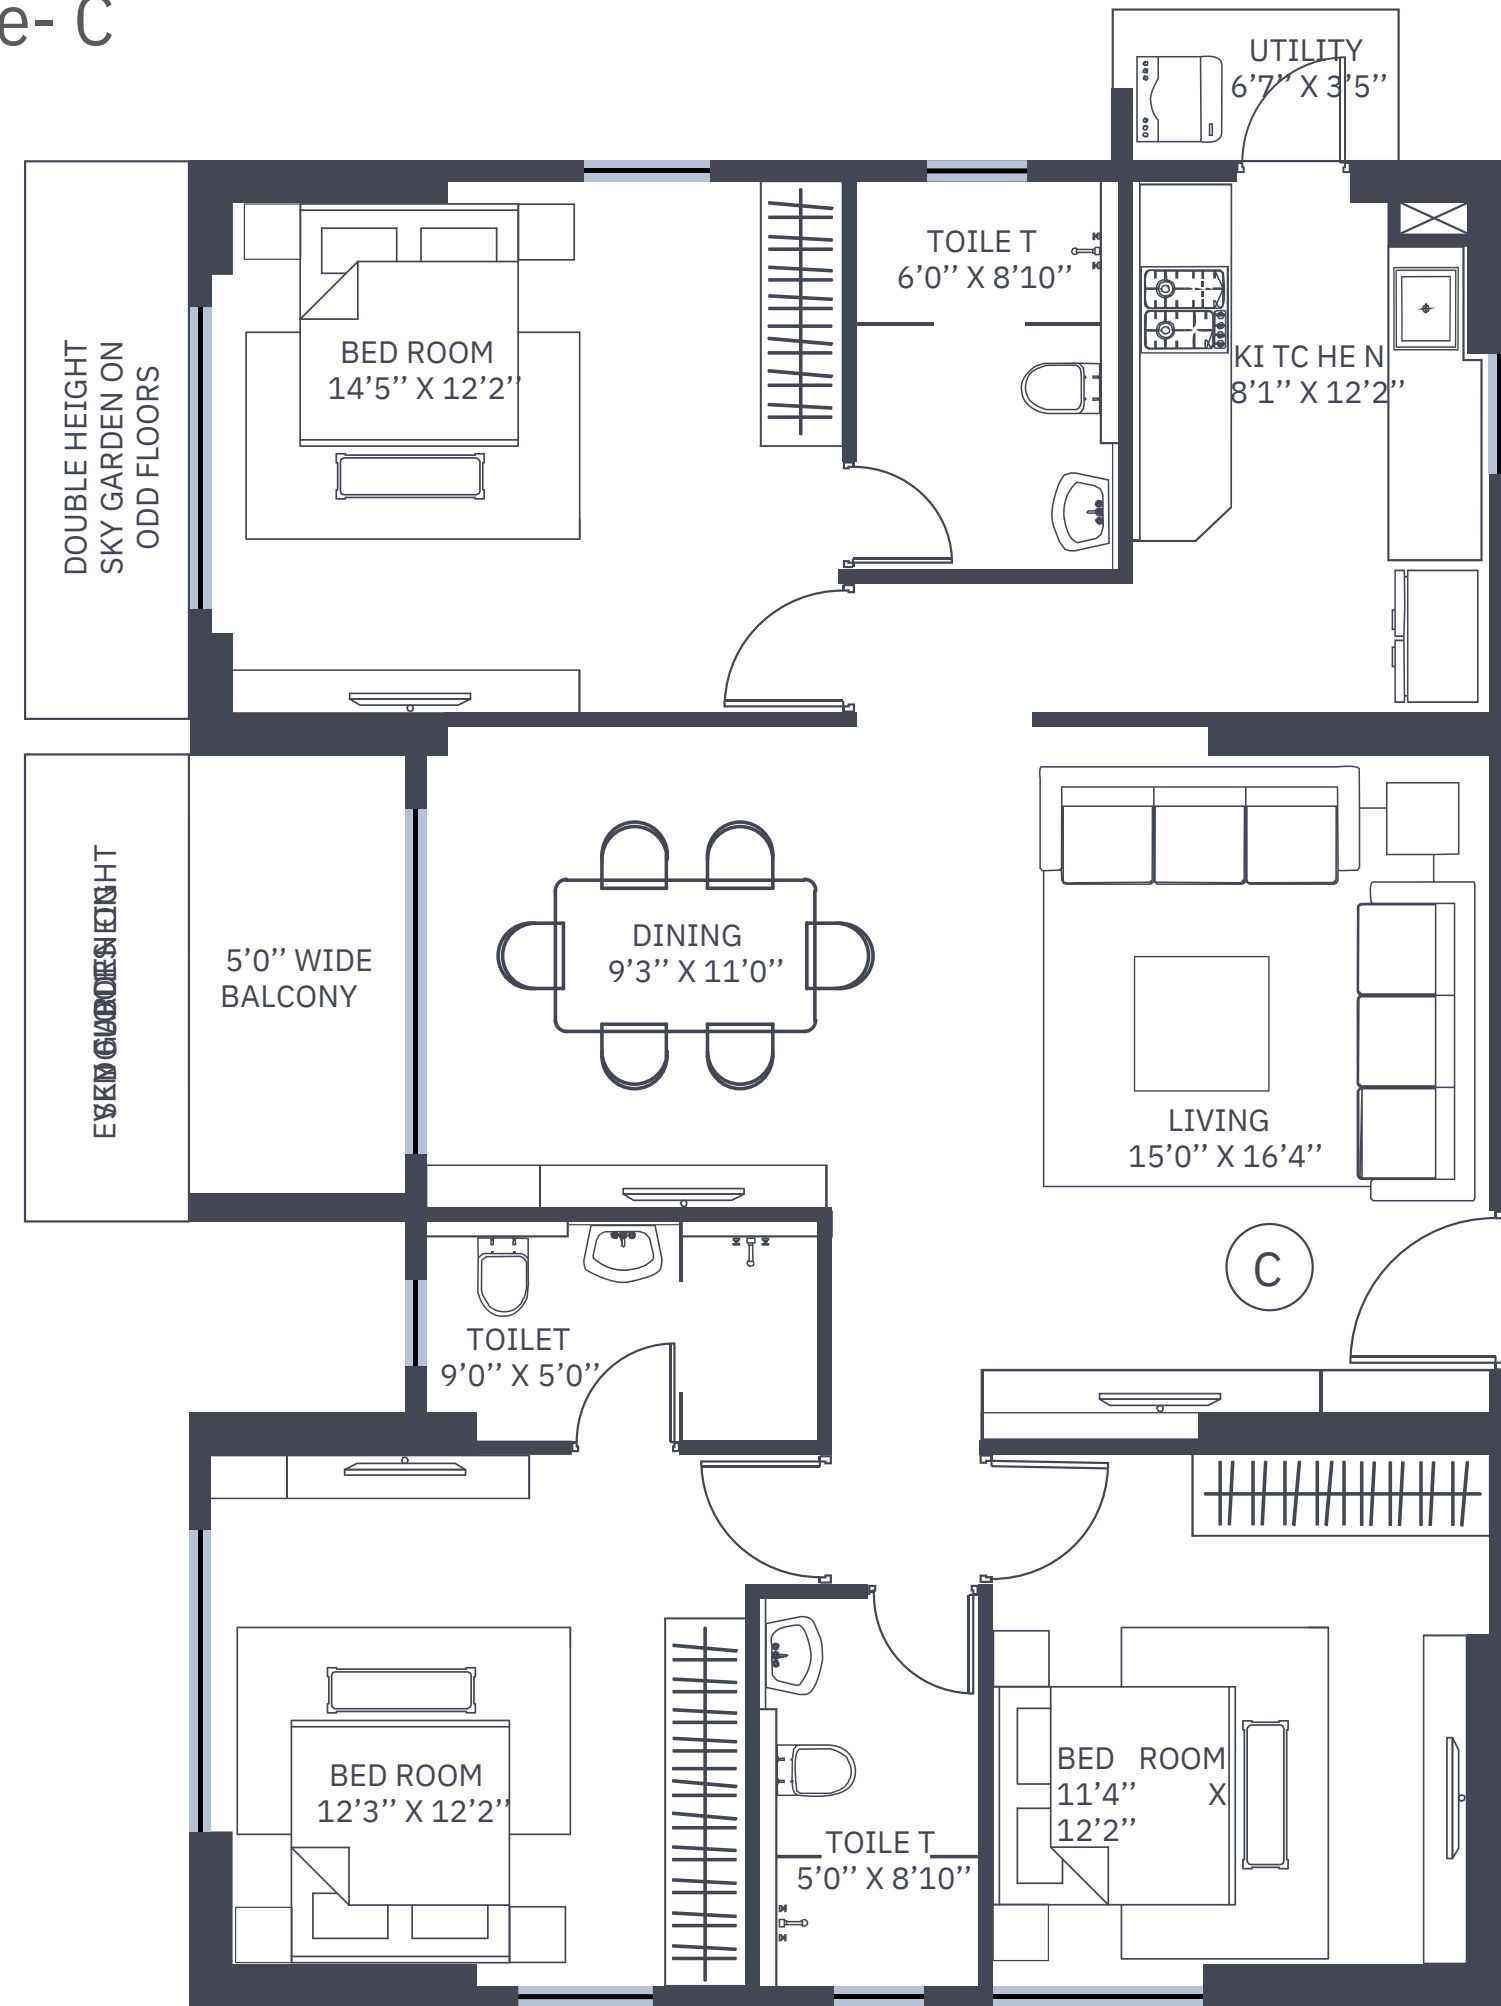 e- C
UTILITY
6’7’’ X 3’5’’
TOILE T
6’0’’ X 8’10’’
BED ROOM
14’5’’ X 12’2’’
KI TC HE N
8’1’’ X 12’2’’
DOUBLE HEIGHT
SKY GARDEN ON
ODD FLOORS
DINING
9’3’’ X 11’0’’
5’0’’ WIDE
BALCONY
LIVING
15’0’’ X 16’4’’
C
TOILET
9’0’’ X 5’0’’
BED ROOM
12’3’’ X 12’2’’
BED ROOM
11’4’’ X
12’2’’
TOILE T
5’0’’ X 8’10’’